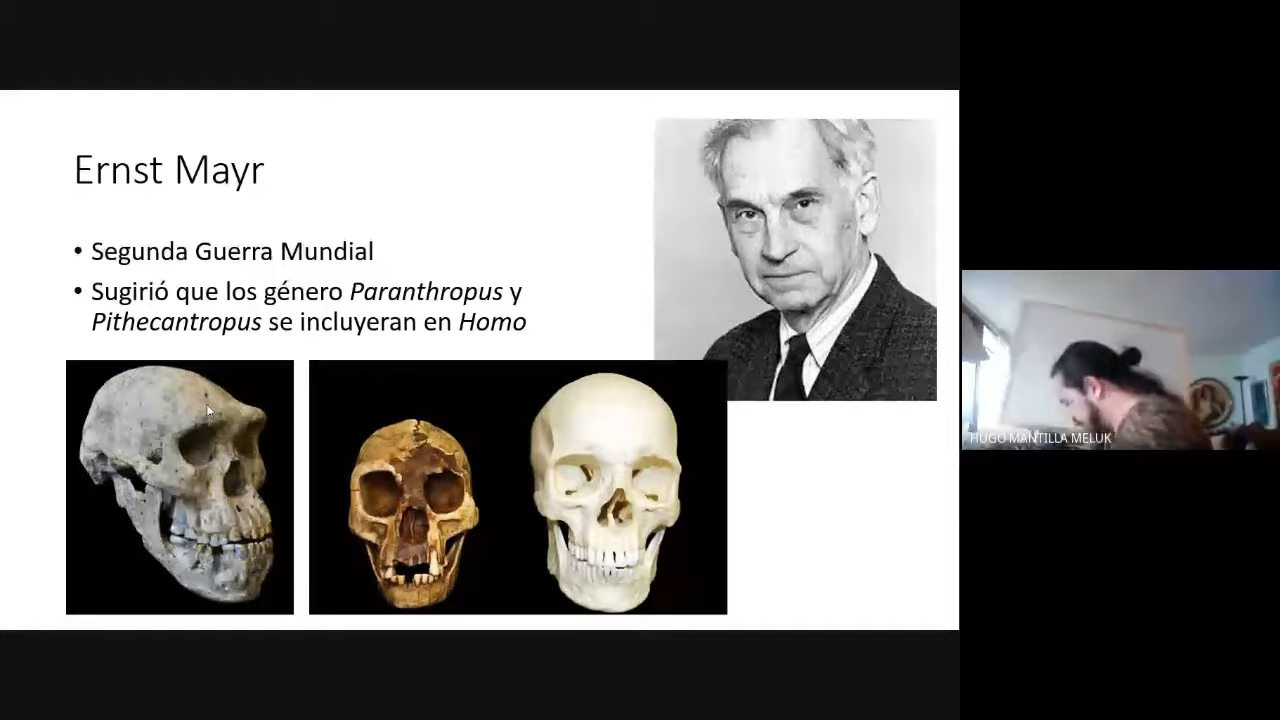 Ernst Mayr
• Segunda Guerra Mundial
• Sugirió que los género Paranthropus y
Pithecantropus se incluyeran en Homo
HUGO MANTILLA MELUK